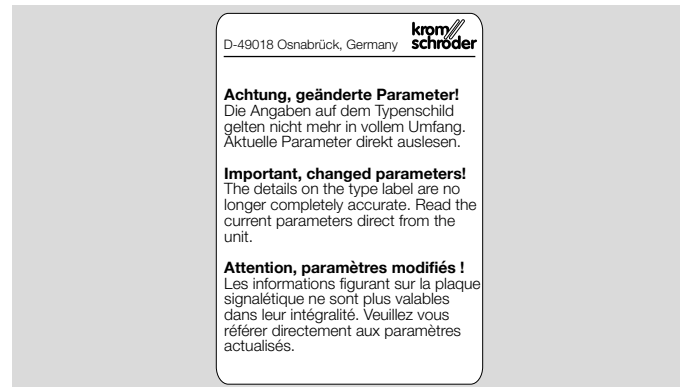 D-49018 Osnabrück, Germany
krom
schröder
Achtung, geänderte Parameter!
Die Angaben auf dem Typenschild
gelten nicht mehr in vollem Umfang.
Aktuelle Parameter direkt auslesen.
Important, changed parameters!
The details on the type label are no
longer completely accurate. Read the
current parameters direct from the
unit.
Attention, paramètres modifiés !
Les informations figurant sur la plaque
signalétique ne sont plus valables
dans leur intégralité. Veuillez vous
référer directement aux paramètres
actualisés.